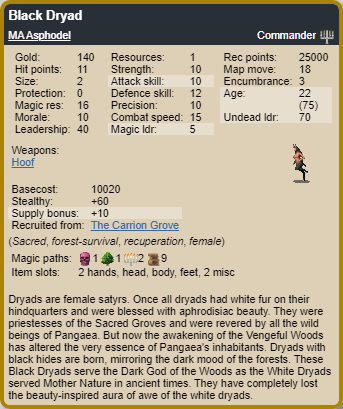 Black Dryad
MA Asphodel Commander
Gold: 140 Resources: 1 Rec points: 25000
Hit points: 11 Strength: 10 Map move: 18
Size: 2 Attack skill: 10 Encumbrance: 3
Protection: 0 Defence skill: 12 Age: 22
Magic res: 16 Precision: 10 (75)
Morale: 10 Combat speed: 15 Undead ldr: 70
Leadership: 40 Magic ldr: 5
Weapons:
Hoof
Basecost: 10020
Stealthy: +60
Supply bonus: +10
Recruited from: The Carrion Grove
(Sacred, forest-survival, recuperation, female)
Magic paths: 1 1 2 9
Item slots: 2 hands, head, body, feet, 2 misc
Dryads are female satyrs. Once all dryads had white fur on their
hindquarters and were blessed with aphrodisiac beauty. They were
priestesses of the Sacred Groves and were revered by all the wild
beings of Pangaea. But now the awakening of the Vengeful Woods
has altered the very essence of Pangaea's inhabitants. Dryads with
black hides are born, mirroring the dark mood of the forests. These
Black Dryads serve the Dark God of the Woods as the White Dryads
served Mother Nature in ancient times. They have completely lost
the beauty-inspired aura of awe of the white dryads.